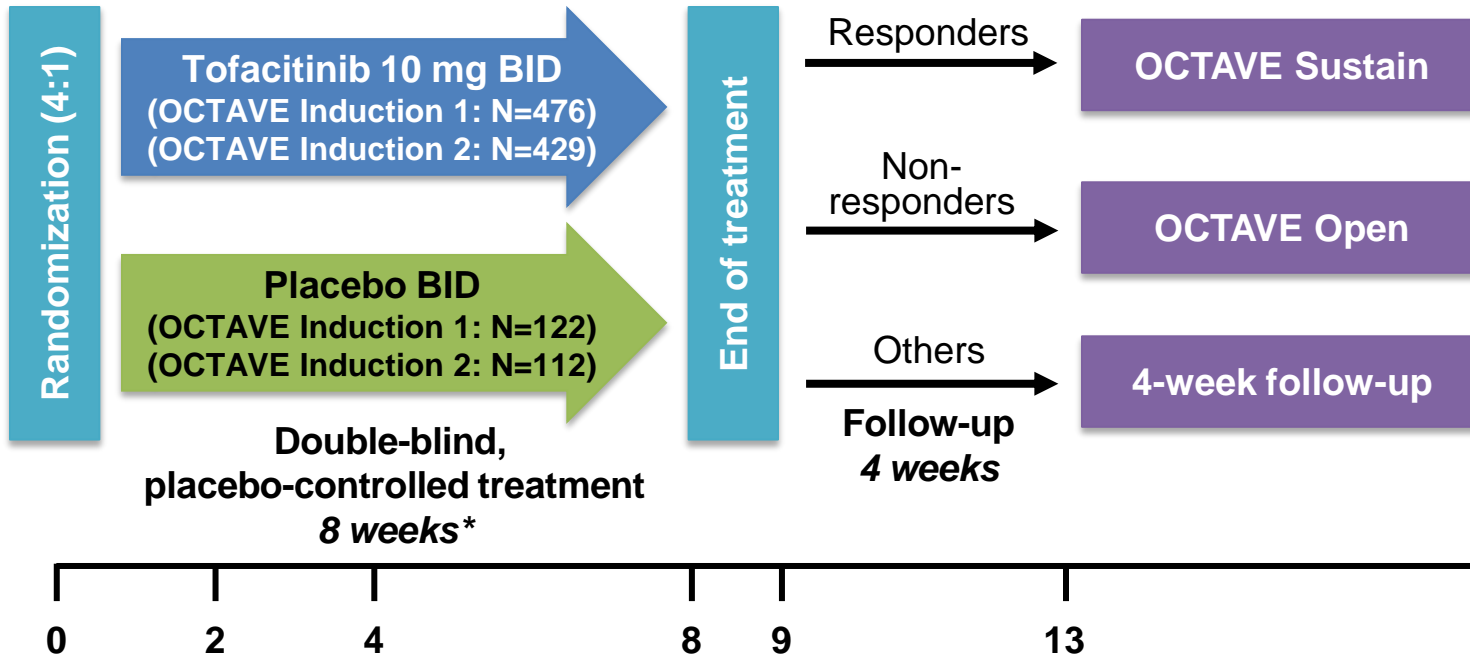 Randomization (4:1)
Tofacitinib 10 mg BID
(OCTAVE Induction 1: N=476)
(OCTAVE Induction 2: N=429)
Placebo BID
(OCTAVE Induction 1: N=122)
(OCTAVE Induction 2: N=112)
Double-blind,
placebo-controlled treatment
8 weeks*
End of treatment
Responders
OCTAVE Sustain
Non-
responders
OCTAVE Open
Others
4-week follow-up
Follow-up
4 weeks
0 2 4 8 9 13